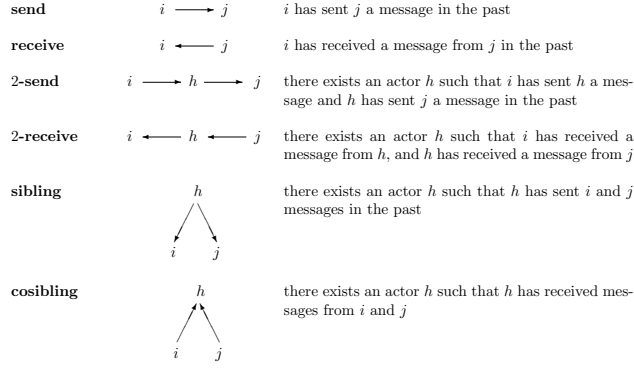 send i j i has sent j a message in the past
receive i j i has received a message from j in the past
2-send i h j there exists an actor h such that i has sent h a mes-
sage and h has sent j a message in the past
2-receive i h j there exists an actor h such that i has received a
message from h, and h has received a message from j
sibling h there exists an actor h such that h has sent i and j
messages in the past
i j
cosibling h there exists an actor h such that h has received mes-
sages from i and j
i j